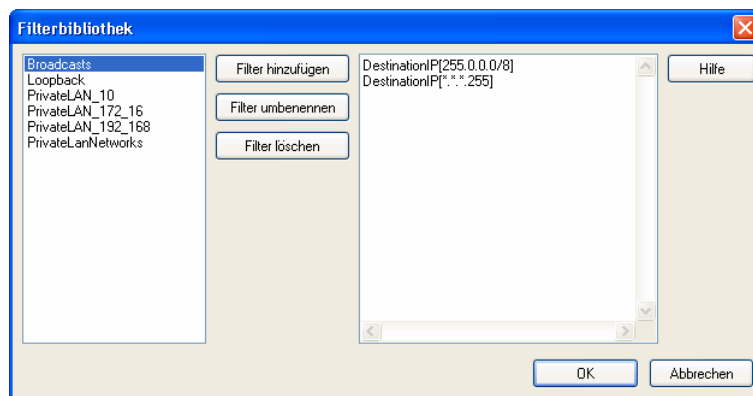 Filterbibliothek
Broadcasts
Loopback
PrivateLAN_10
PrivateLAN_172_16
PrivateLAN_192_168
PrivateLanNetworks
Filter hinzufügen
Filter umbenennen
Filter löschen
DestinationIP[255.0.0.0/8]
DestinationIP[*.*.*.255]
Hilfe
OK
Abbrechen